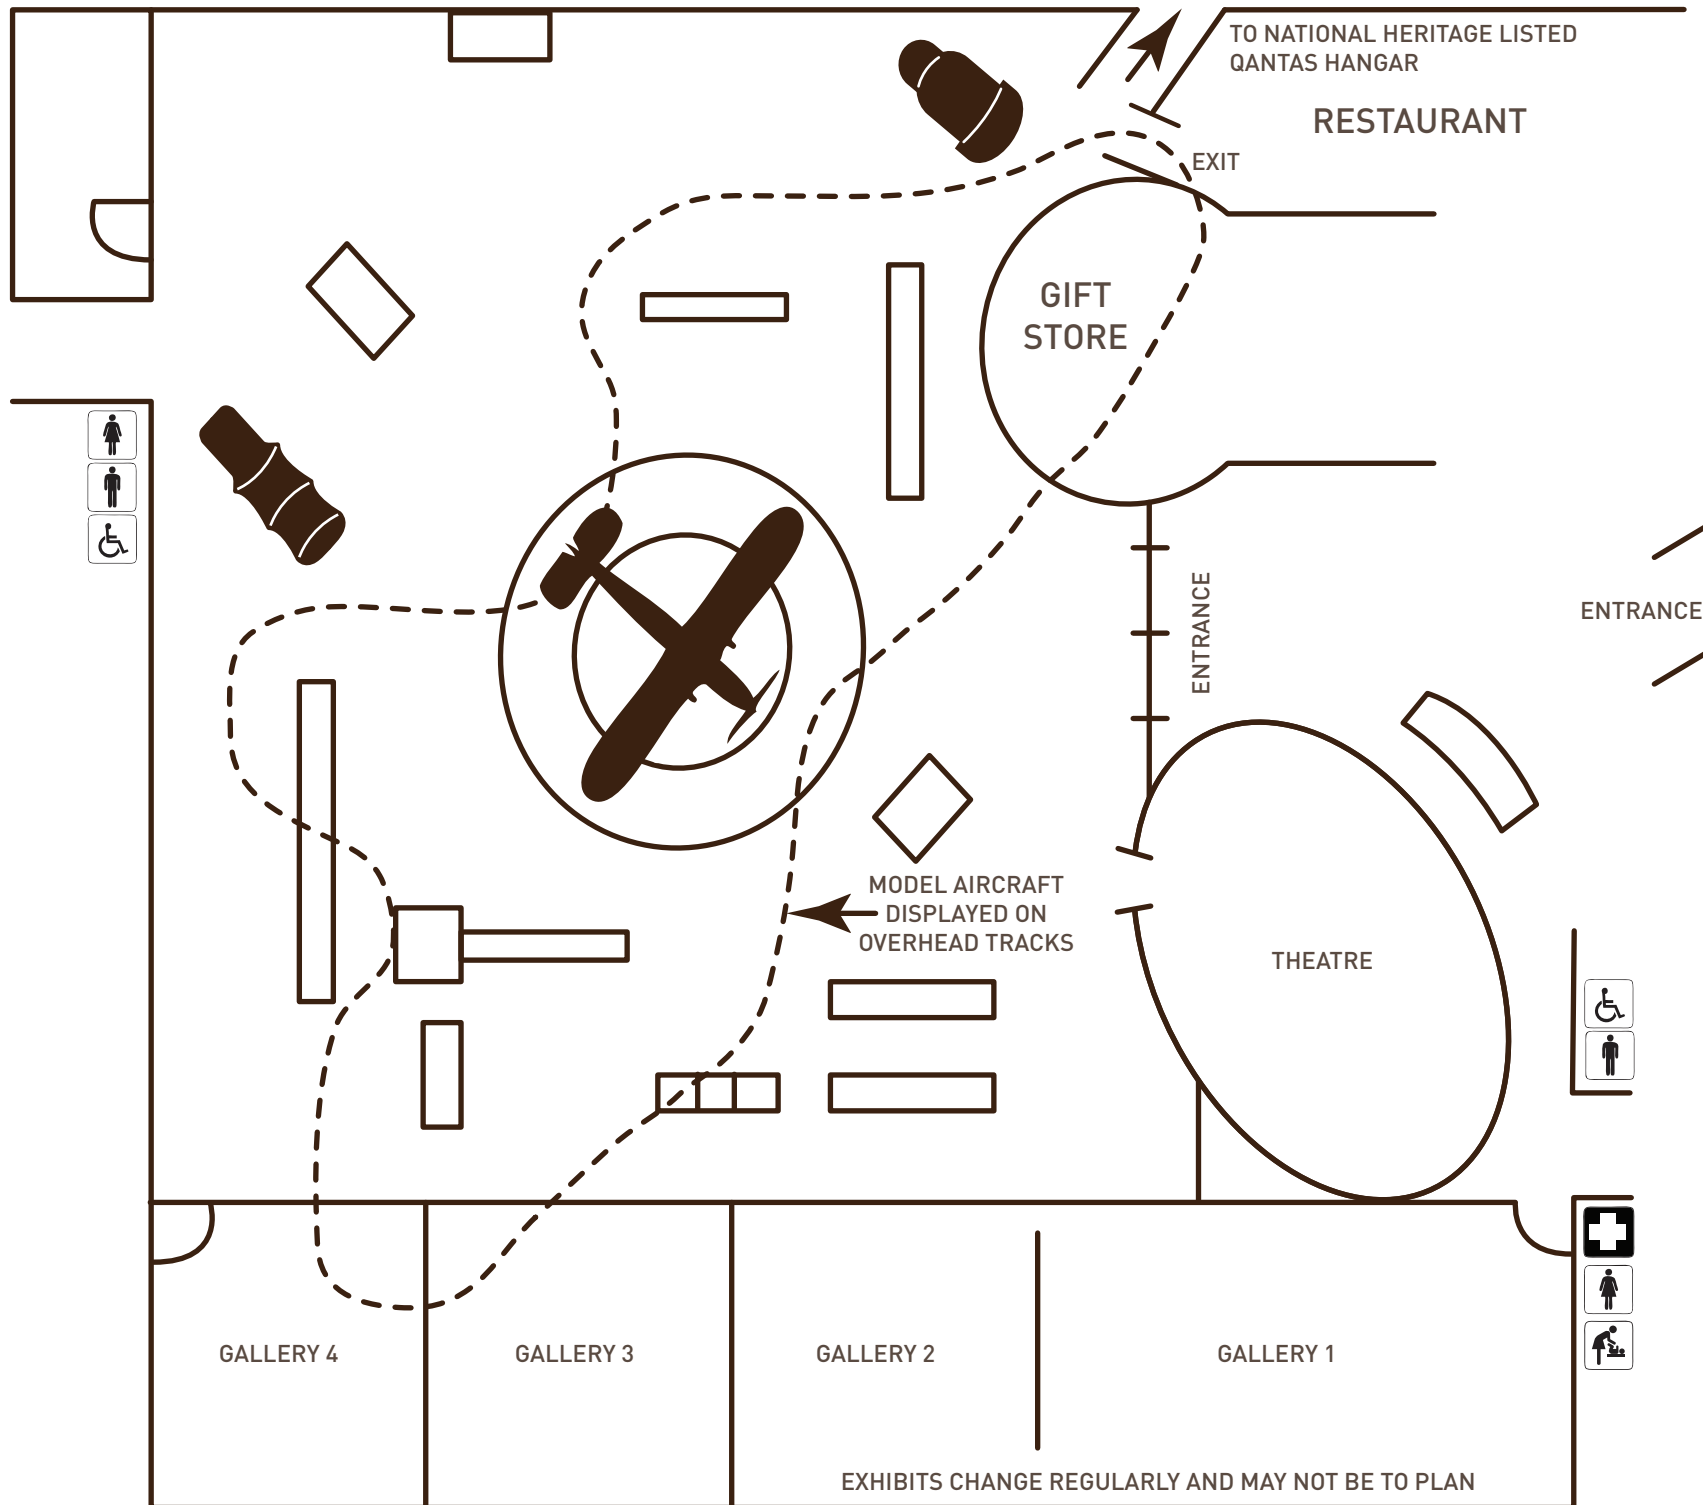 TO NATIONAL HERITAGE LISTED
QANTAS HANGAR
RESTAURANT
EXIT
GIFT
STORE
ENTRANCE
ENTRANCE
MODEL AIRCRAFT
DISPLAYED ON
OVERHEAD TRACKS
THEATRE
GALLERY 4
GALLERY 3
GALLERY 2
GALLERY 1
EXHIBITS CHANGE REGULARLY AND MAY NOT BE TO PLAN